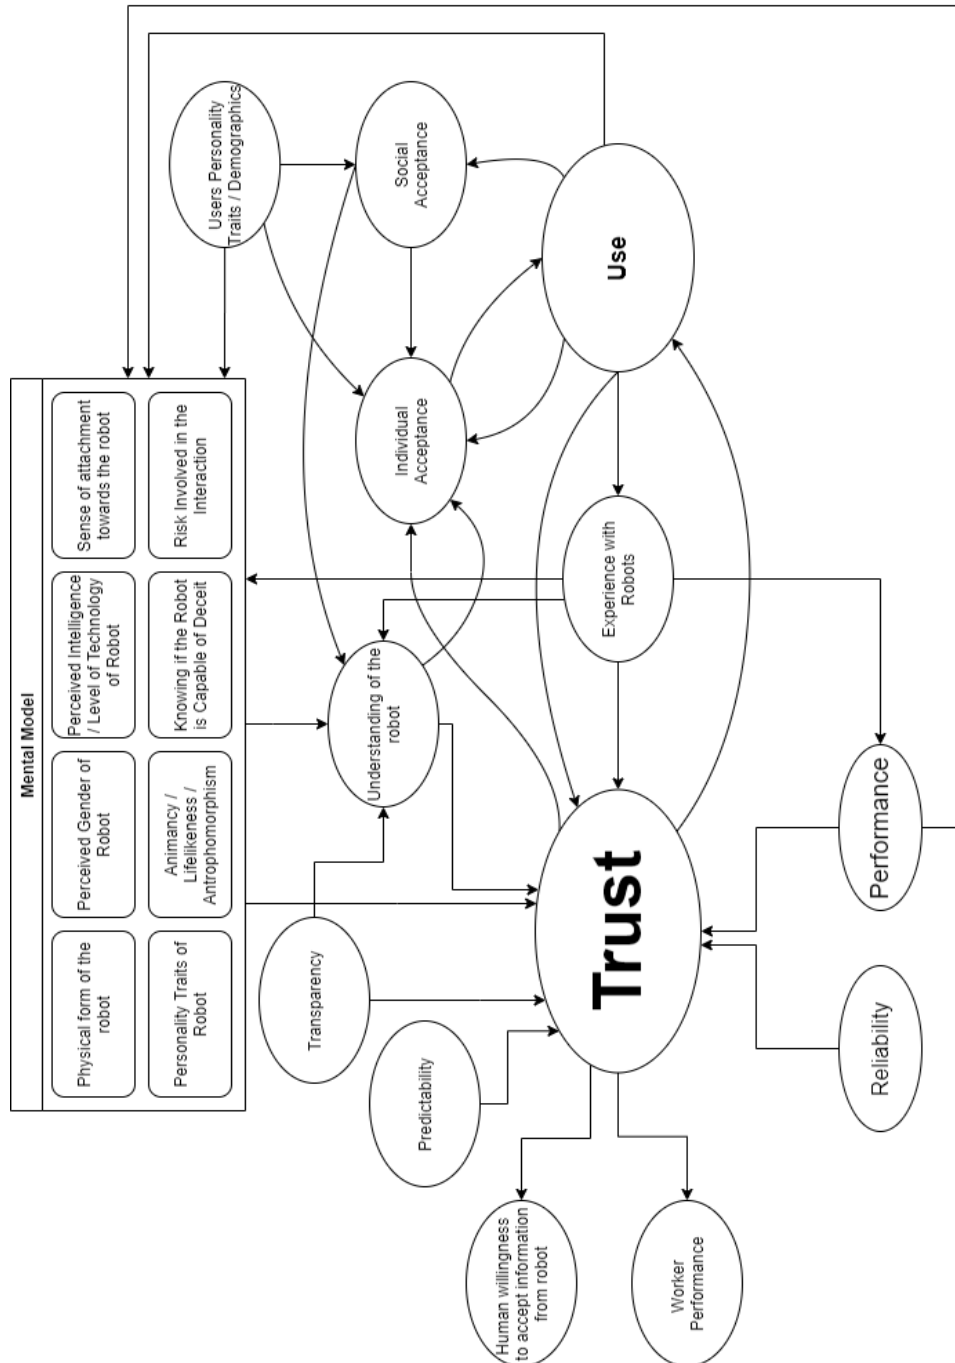 Mental Model
Physical form of the
robot
Perceived Gender of
Robot
Perceived Intelligence
/ Level of Technology
of Robot
Sense of attachment
towards the robot
Personality Traits of
Robot
Animancy /
Lifelikeness /
Antrophomorphism
Knowing if the Robot
is Capable of Deceit
Risk Involved in the
Interaction
Users Personality
Traits / Demographics
Transparency
Understanding of the
robot
Individual
Acceptance
Social
Acceptance
Predictability
Human willingness
to accept information
from robot
Trust
Experience with
Robots
Use
Worker
Performance
Reliability
Performance